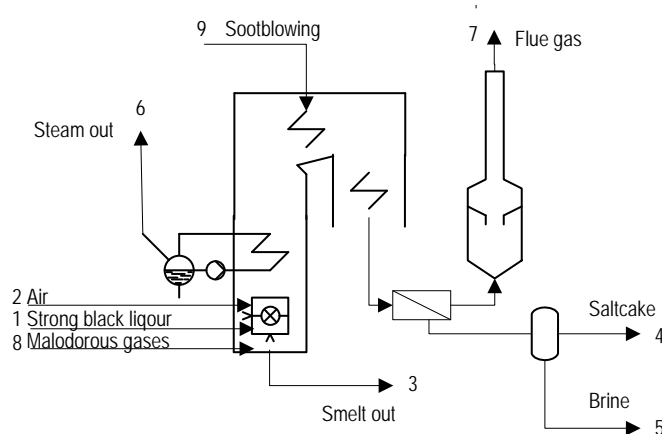 9 Sootblowing
7 Flue gas
6
Steam out
2 Air
1 Strong black liqour
8 Malodorous gases
3
Smelt out
Saltcake
4
Brine
5